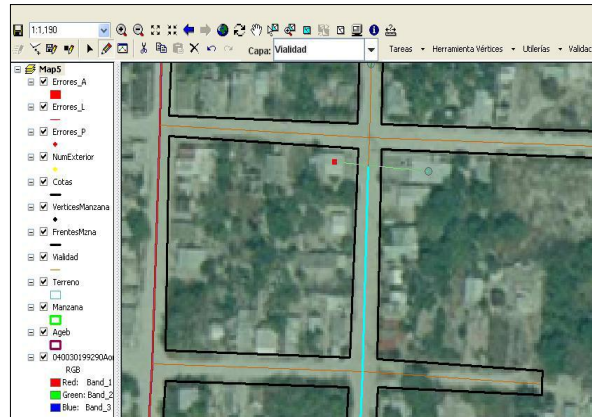 1:1,190
Capa: Vialidad Tareas Herramienta Vértices Utilerías Validac
Map5
Errores_A
Errores_L
Errores_P
NumExterior
Cotas
VerticesManzana
FrentesMzna
Vialidad
Terreno
Manzana
Ageb
RGB
Red: Band_1
Green: Band_2
Blue: Band_3